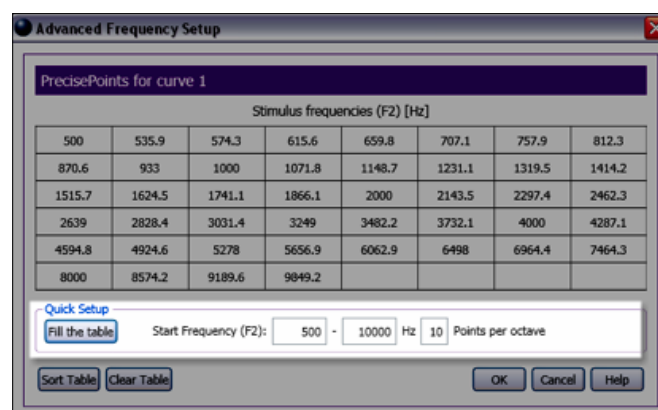 Advanced Frequency Setup
PrecisePoints for curve 1
Stimulus frequencies (F2) [Hz]
500 535.9 574.3 615.6 659.8 707.1 757.9 812.3
870.6 933 1000 1071.8 1148.7 1231.1 1319.5 1414.2
1515.7 1624.5 1741.1 1866.1 2000 2143.5 2297.4 2462.3
2639 2828.4 3031.4 3249 3482.2 3732.1 4000 4287.1
4594.8 4924.6 5278 5656.9 6062.9 6498 6964.4 7464.3
8000 8574.2 9189.6 9849.2
Quick Setup
Fill the table Start Frequency (F2): 500 - 10000 Hz 10 Points per octave
Sort Table Clear Table OK Cancel Help